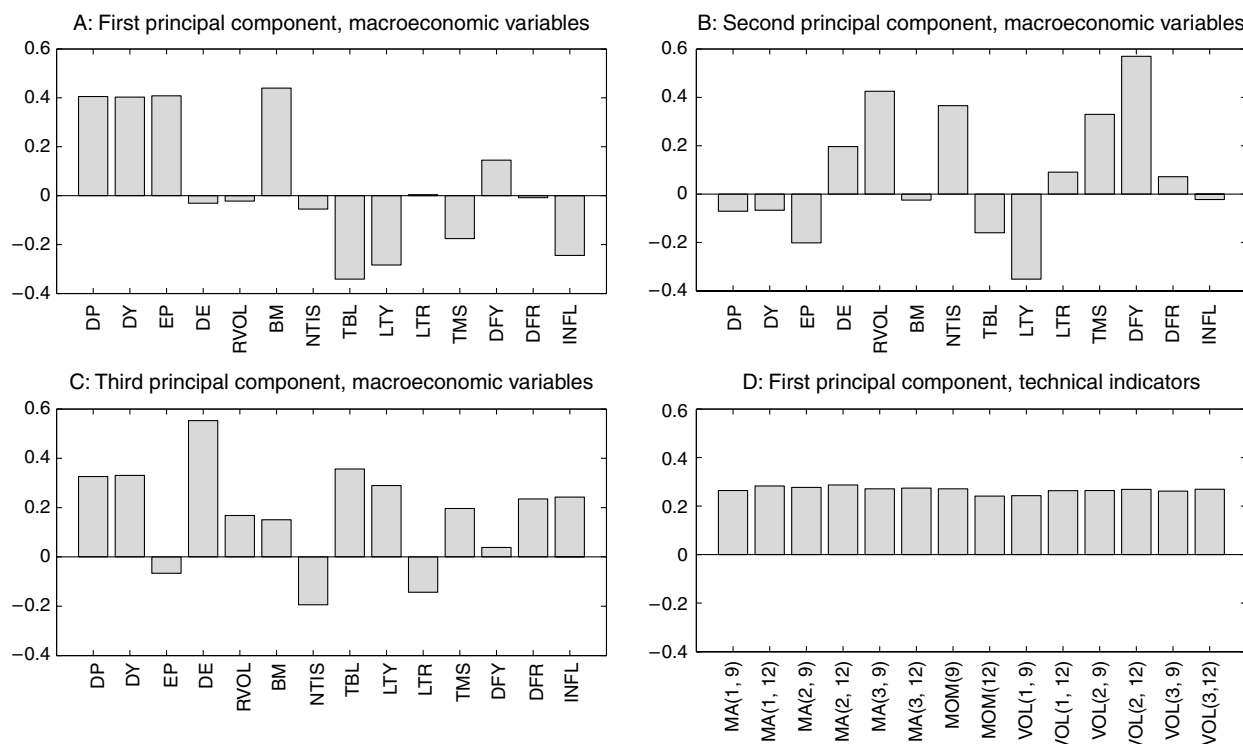 A: First principal component, macroeconomic variables
0.6
0.4
0.2
0
−0.2
−0.4
DP
DY
EP
DE
RVOL
BM
NTIS
TBL
LTY
LTR
TMS
DFY
DFR
INFL
B: Second principal component, macroeconomic variables
0.6
0.4
0.2
0
−0.2
−0.4
DP
DY
EP
DE
RVOL
BM
NTIS
TBL
LTY
LTR
TMS
DFY
DFR
INFL
C: Third principal component, macroeconomic variables
0.6
0.4
0.2
0
−0.2
−0.4
DP
DY
EP
DE
RVOL
BM
NTIS
TBL
LTY
LTR
TMS
DFY
DFR
INFL
D: First principal component, technical indicators
0.6
0.4
0.2
0
−0.2
−0.4
MA(1, 9)
MA(1, 12)
MA(2, 9)
MA(2, 12)
MA(3, 9)
MA(3, 12)
MOM(9)
MOM(12)
VOL(1, 9)
VOL(1, 12)
VOL(2, 9)
VOL(2, 12)
VOL(3, 9)
VOL(3,12)